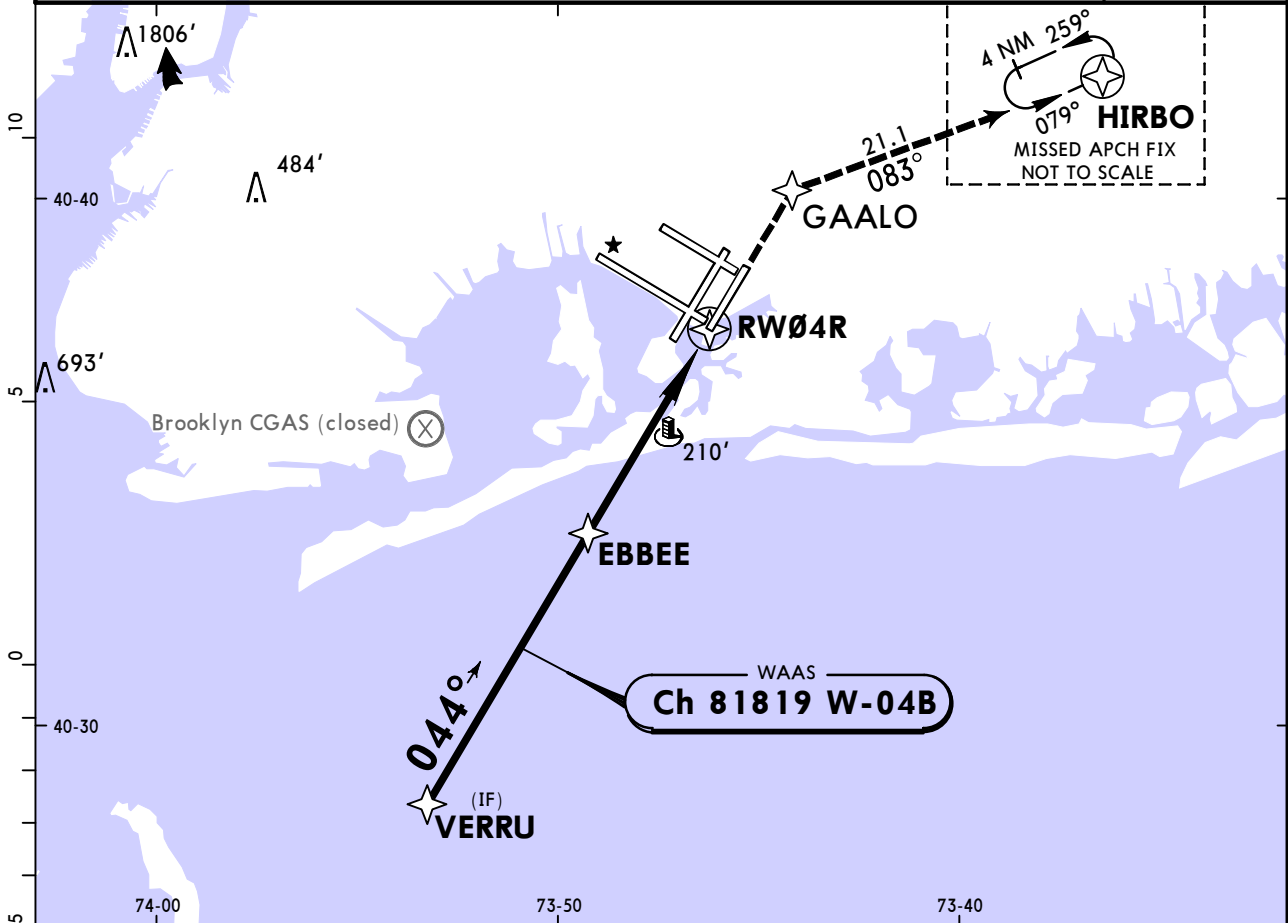 1806'
4 NM 259°
079°
HIRBO
MISSED APCH FIX
NOT TO SCALE
10
484'
21.1
083°
40-40
GAALO
RWØ4R
693'
5
Brooklyn CGAS (closed)
X
210'
EBBEE
0
WAAS
Ch 81819 W-04B
044°
40-30
(IF)
VERRU
74-00
73-50
73-40
5